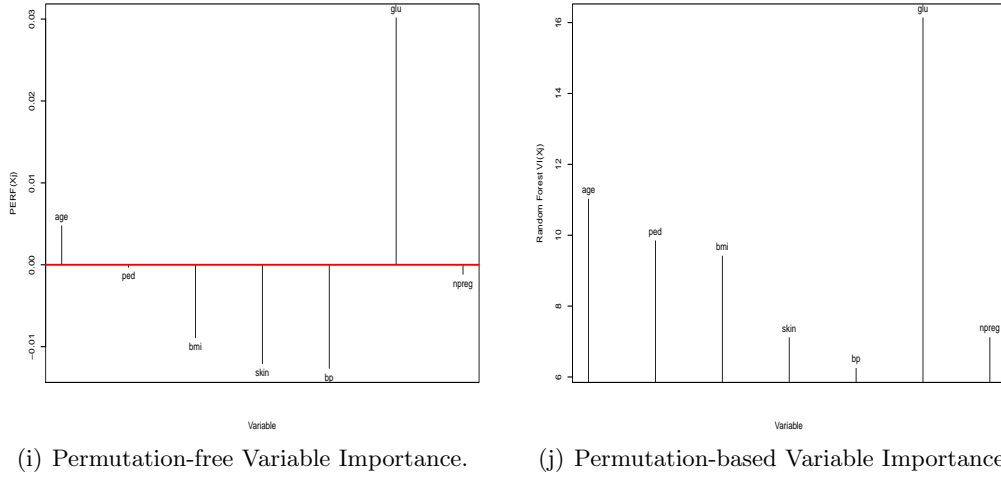 glu
0.03
0.02
PERF(Xj)
0.01
age
0.00
ped
npreg
bmi
−0.01
skin
bp
Variable
(i) Permutation-free Variable Importance.
glu
16
14
12
Random Forest VI(Xj)
age
10
ped
bmi
8
skin
npreg
bp
6
Variable
(j) Permutation-based Variable Importance